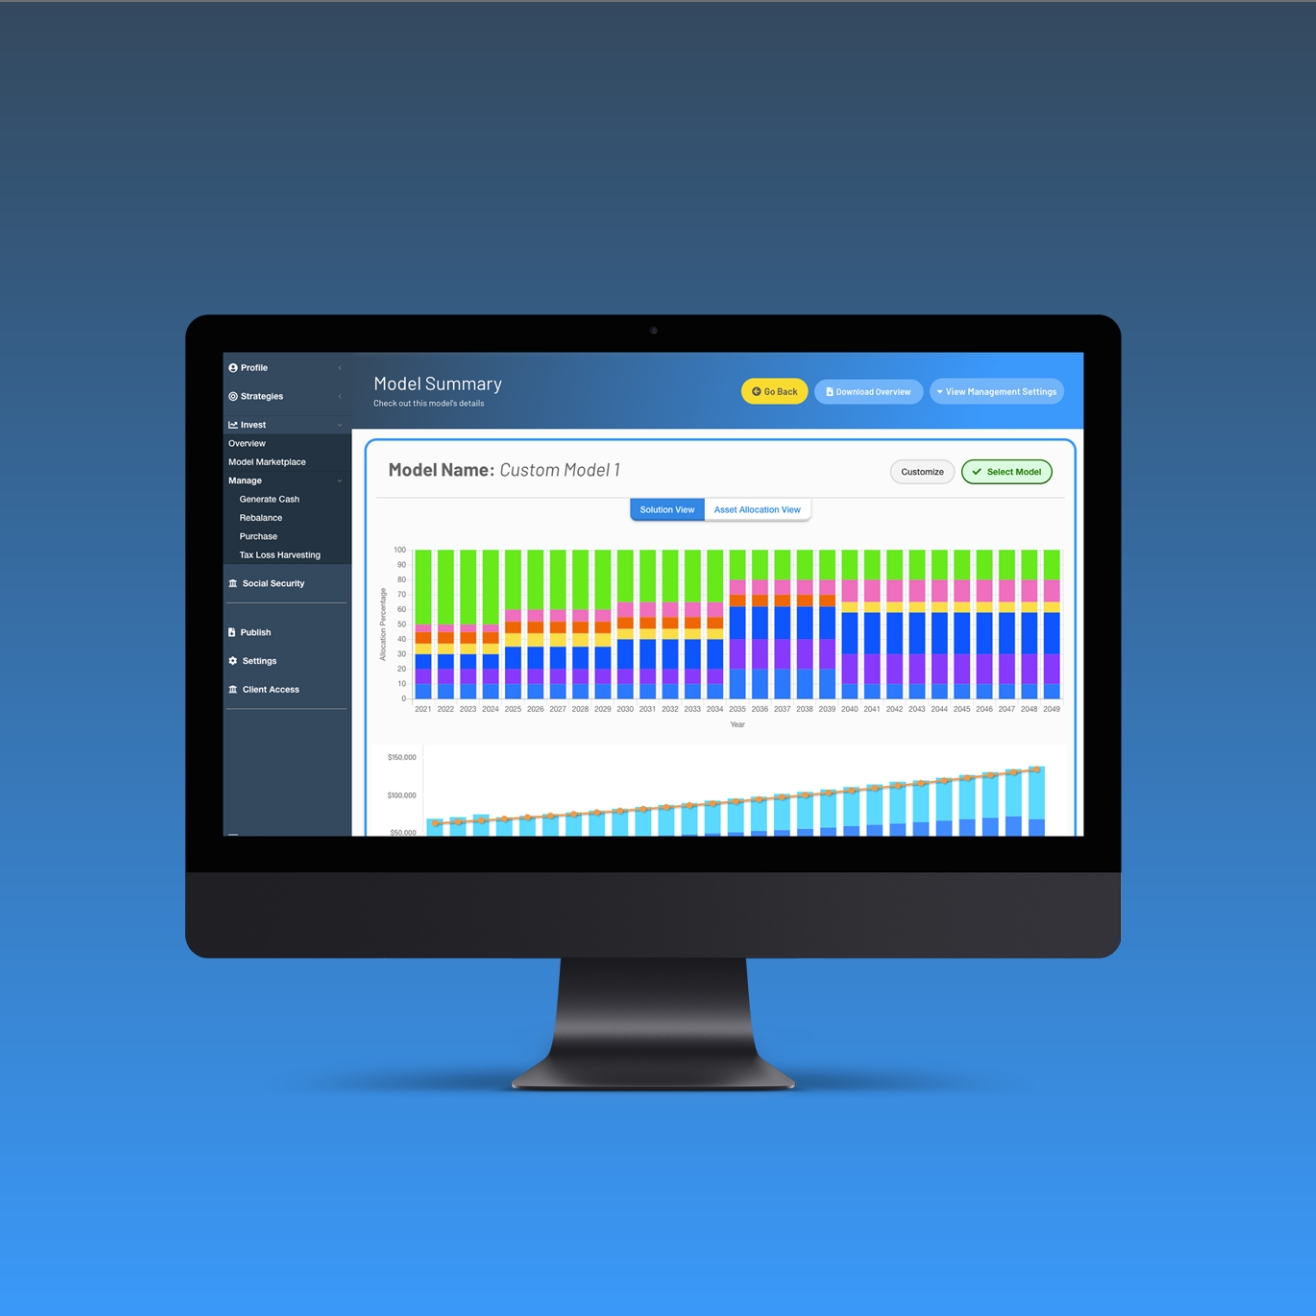 Profile
Strategies
Invest
Overview
Model Marketplace
Manage
Generate Cash
Rebalance
Purchase
Tax Loss Harvesting
Social Security
Publish
Settings
Client Access
Model Summary
Check out this model's details
Go Back
Download Overview
View Management Settings
Model Name: Custom Model 1
Customize
Select Model
Solution View
Asset Allocation View
Allocation Percentage
100
90
80
70
60
50
40
30
20
10
0
2021 2022 2023 2024 2025 2026 2027 2028 2029 2030 2031 2032 2033 2034 2035 2036 2037 2038 2039 2040 2041 2042 2043 2044 2045 2046 2047 2048 2049
Year
$150,000
$100,000
$50,000